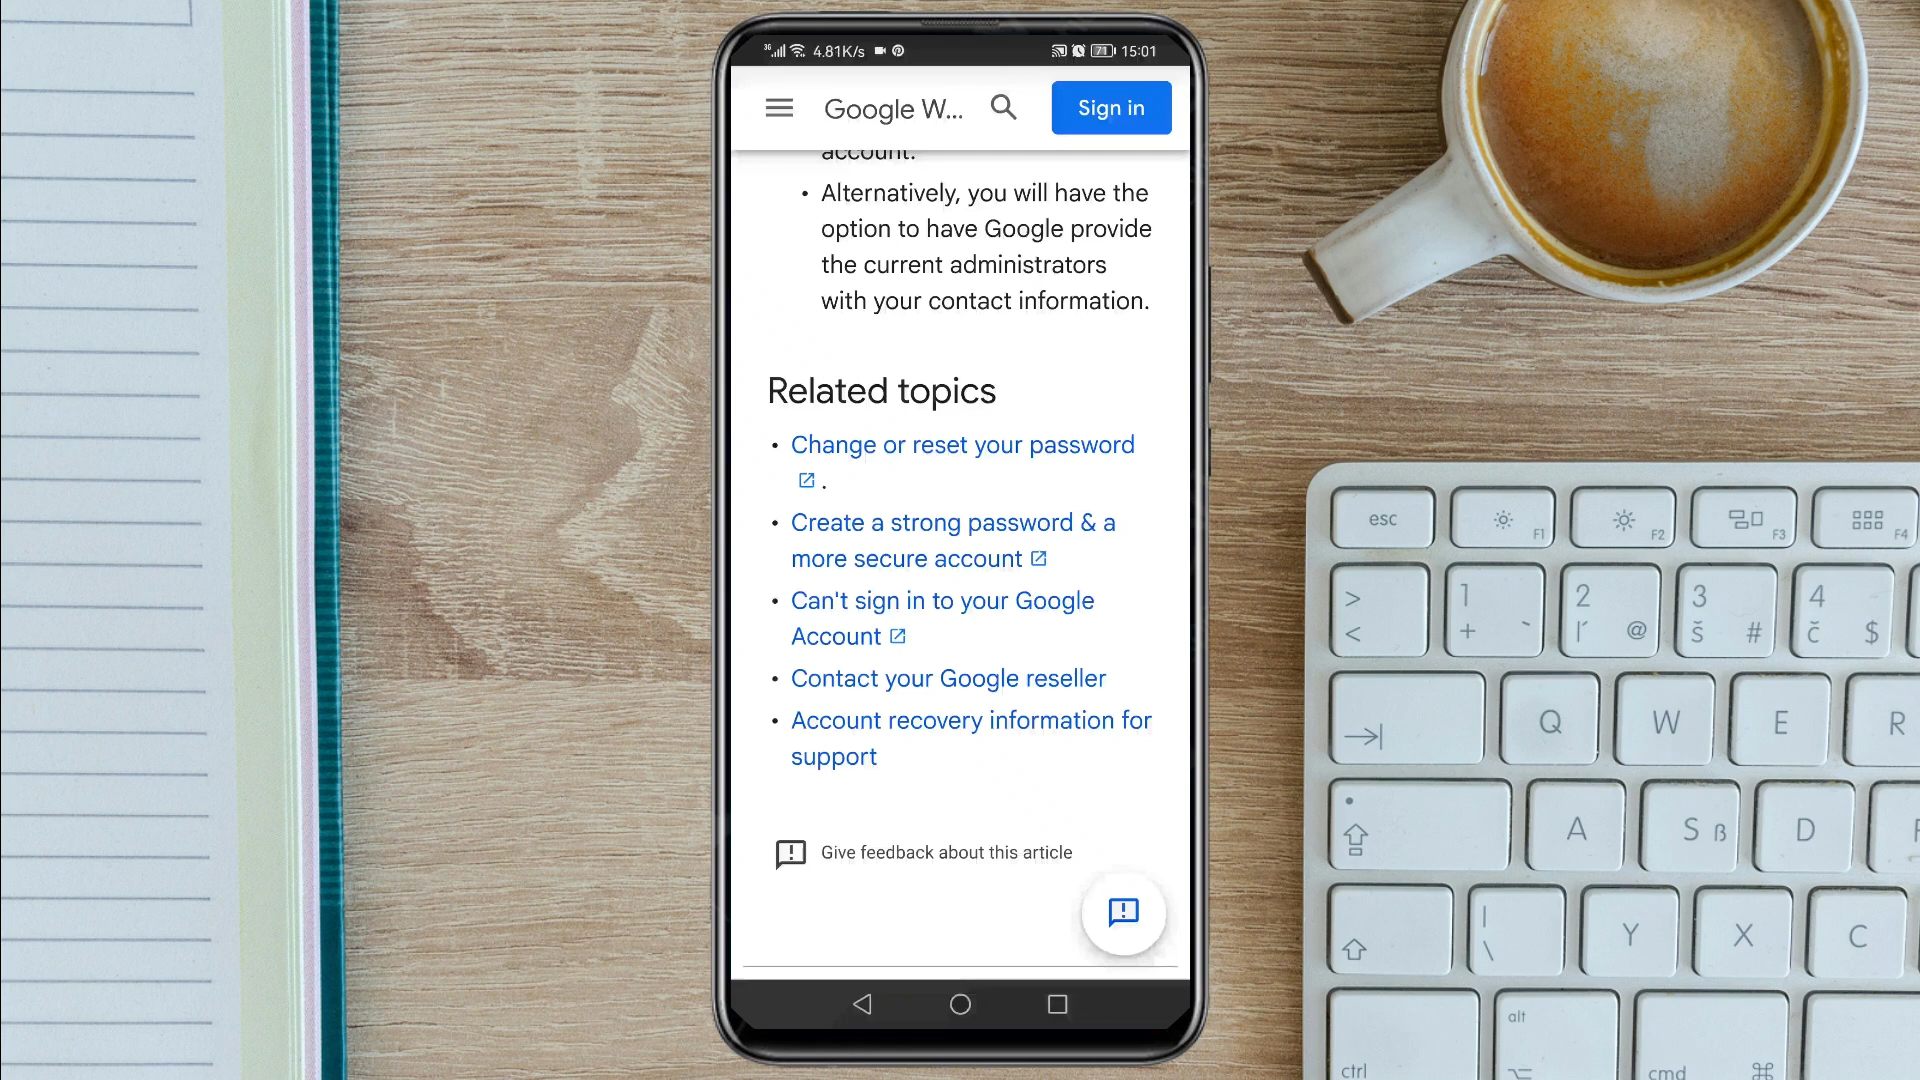 3G 4.81K/s 71 15:01
Google W... Sign in
account.
• Alternatively, you will have the
option to have Google provide
the current administrators
with your contact information.
Related topics
• Change or reset your password
.
• Create a strong password & a
more secure account
• Can't sign in to your Google
Account
• Contact your Google reseller
• Account recovery information for
support
Give feedback about this article
esc F1 F2 F3 F4
> 1 2 3 4
< + ` ľ @ š # č $
Q W E R
A S ß D
| \ Y X C
alt
ctrl cmd ⌘